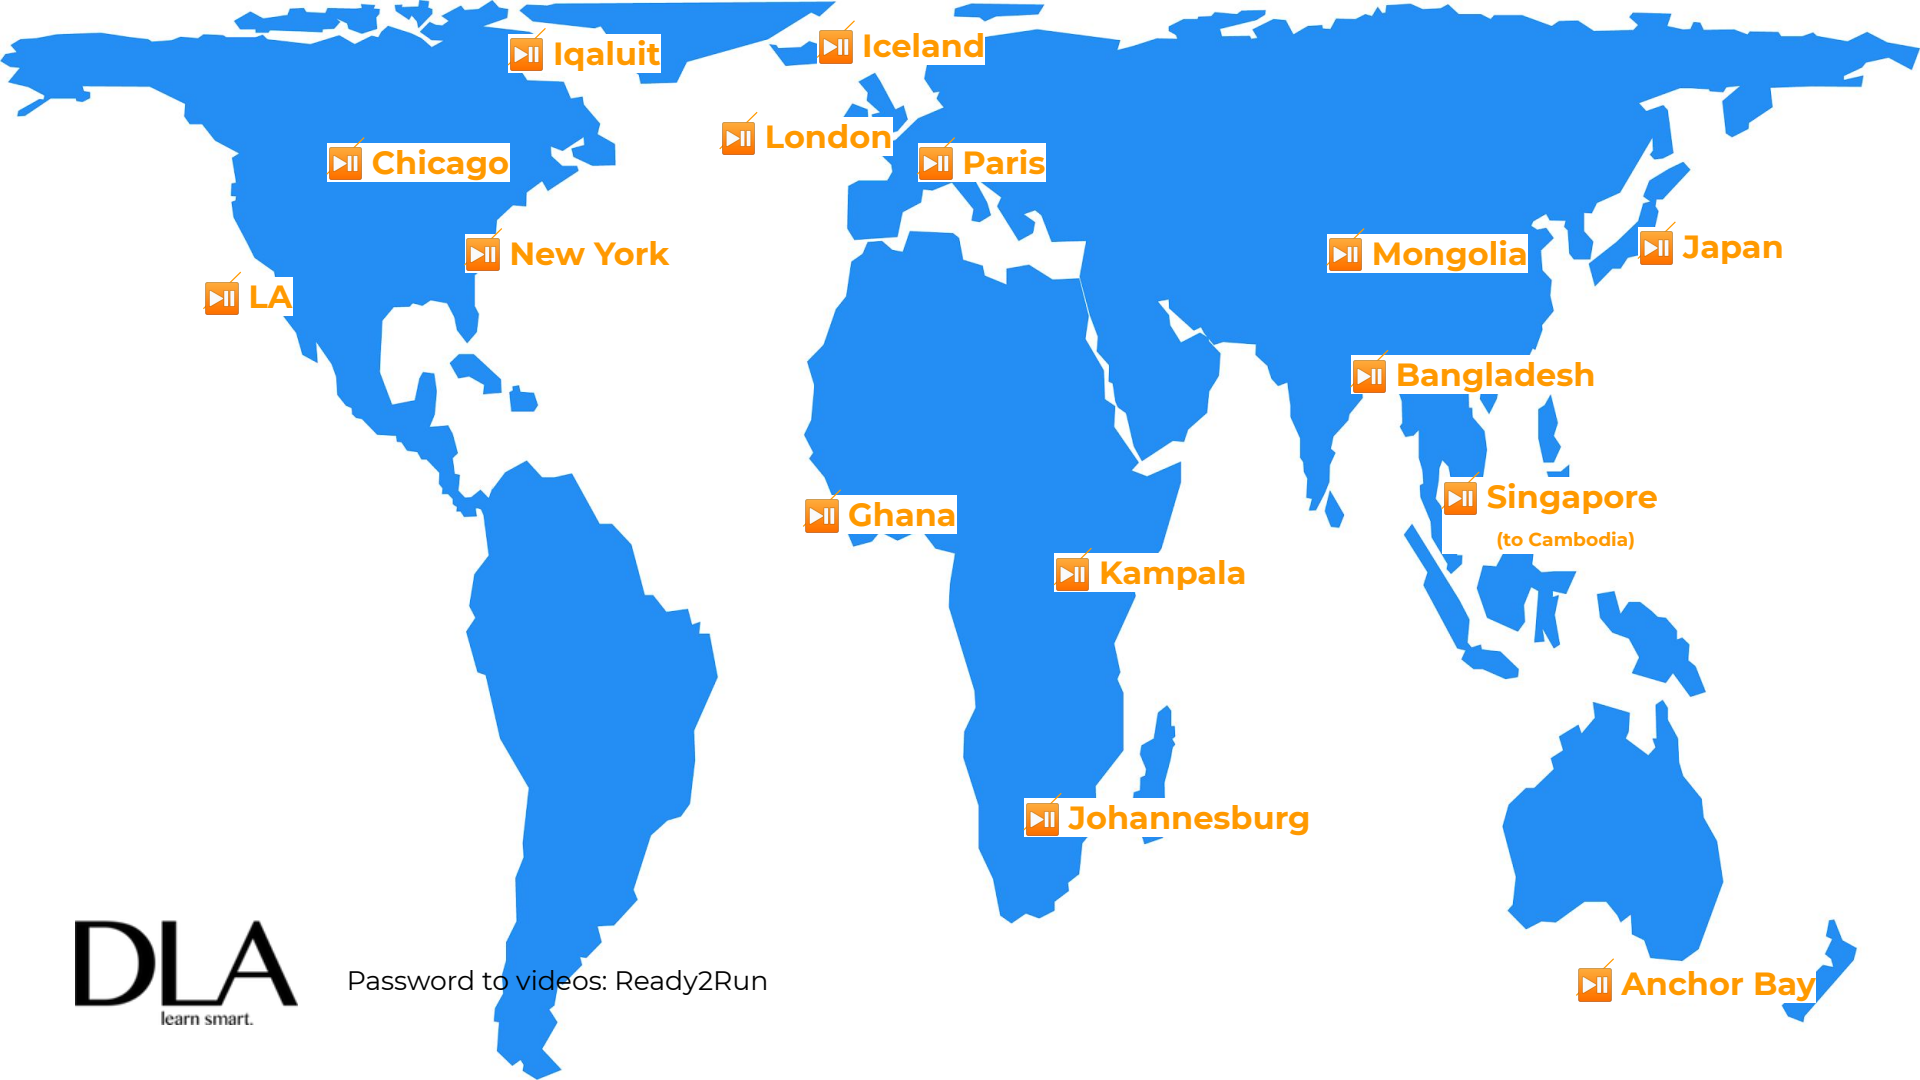 Iqaluit
Iceland
London
Chicago
Paris
New York
Mongolia
Japan
LA
Bangladesh
Singapore
(to Cambodia)
Ghana
Kampala
Johannesburg
DLA
learn smart.
Password to videos: Ready2Run
Anchor Bay